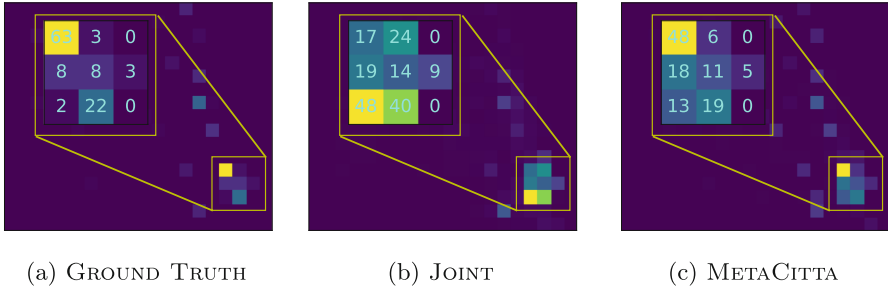 63 3 0 17 24 0 48 6 0
8 8 3 19 14 9 18 11 5
2 22 0 48 40 0 13 19 0
(a) GROUND TRUTH (b) JOINT (c) METACITTA